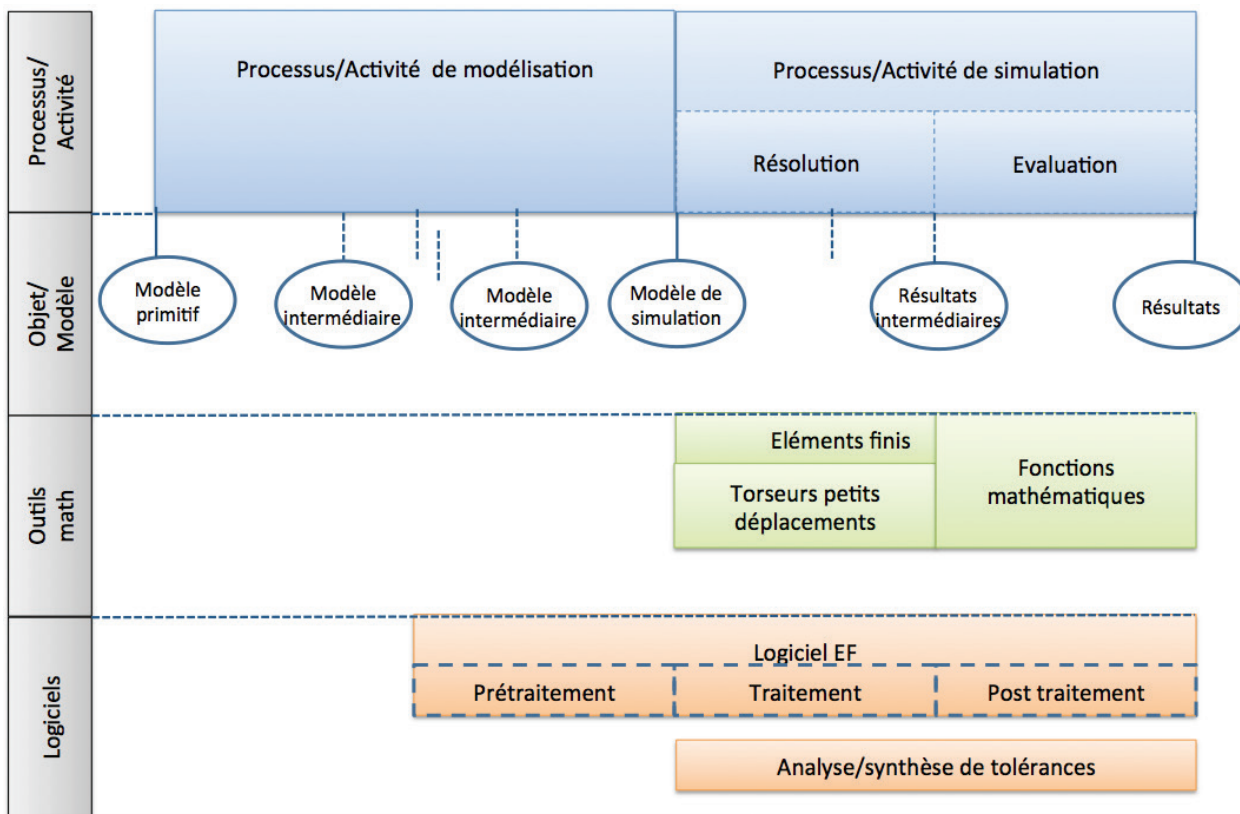 Processus/
Activité
Processus/Activité de modélisation
Processus/Activité de simulation
Résolution
Evaluation
Objet/
Modèle
Modèle
primitif
Modèle
intermédiaire
Modèle
intermédiaire
Modèle de
simulation
Résultats
intermédiaires
Résultats
Outils
math
Eléments finis
Torseurs petits
déplacements
Fonctions
mathématiques
Logiciels
Logiciel EF
Prétraitement
Traitement
Post traitement
Analyse/synthèse de tolérances